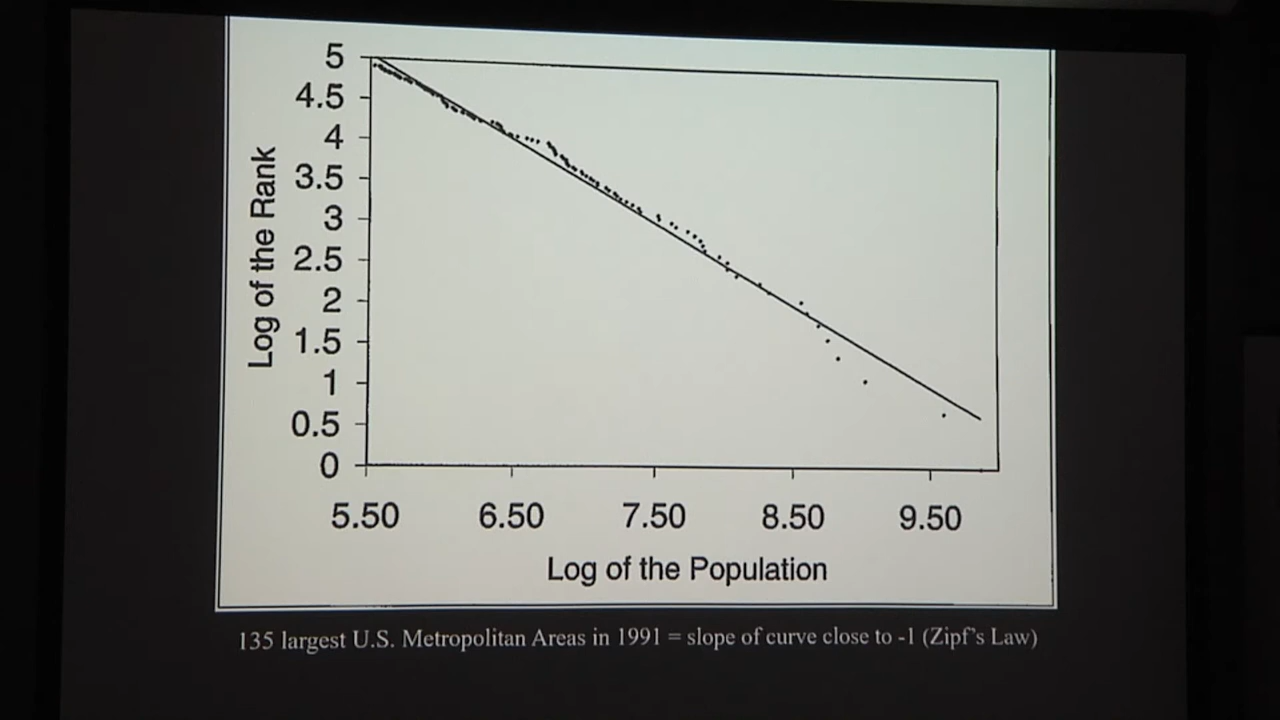 Log of the Rank
5
4.5
4
3.5
3
2.5
2
1.5
1
0.5
0
5.50 6.50 7.50 8.50 9.50
Log of the Population
135 largest U.S. Metropolitan Areas in 1991 = slope of curve close to -1 (Zipf's Law)